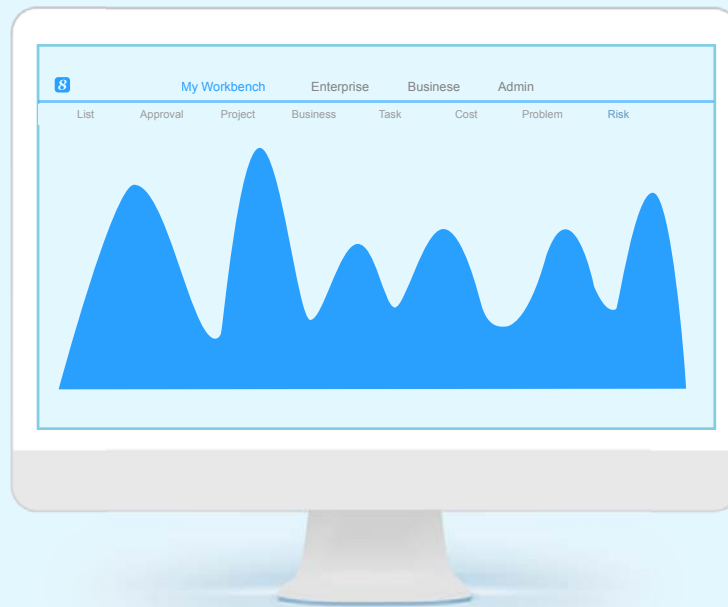 8 My Workbench Enterprise Businese Admin
List Approval Project Business Task Cost Problem Risk